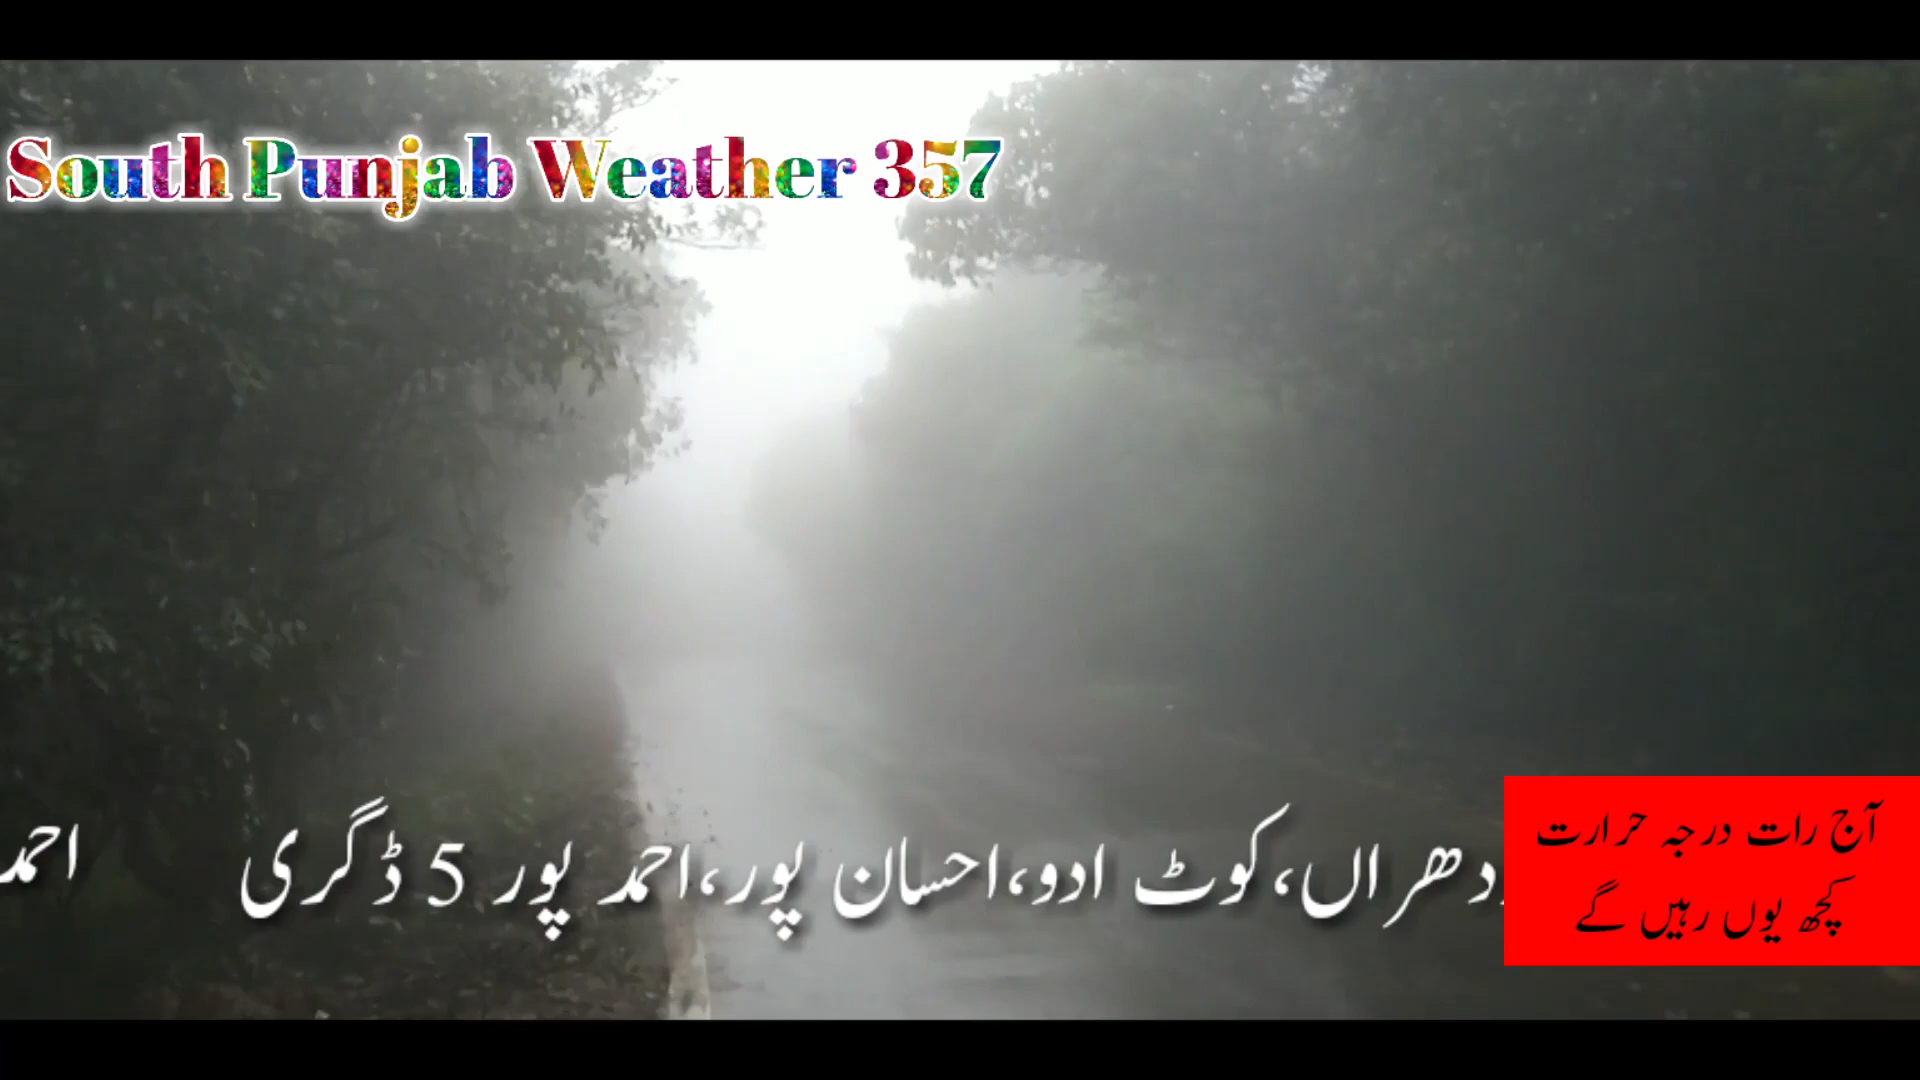 South Punjab Weather 357
آج رات درجہ حرارت
کچھ یوں رہیں گے
دھراں، کوٹ ادو، احسان پور، احمد پور 5 ڈگری احمد